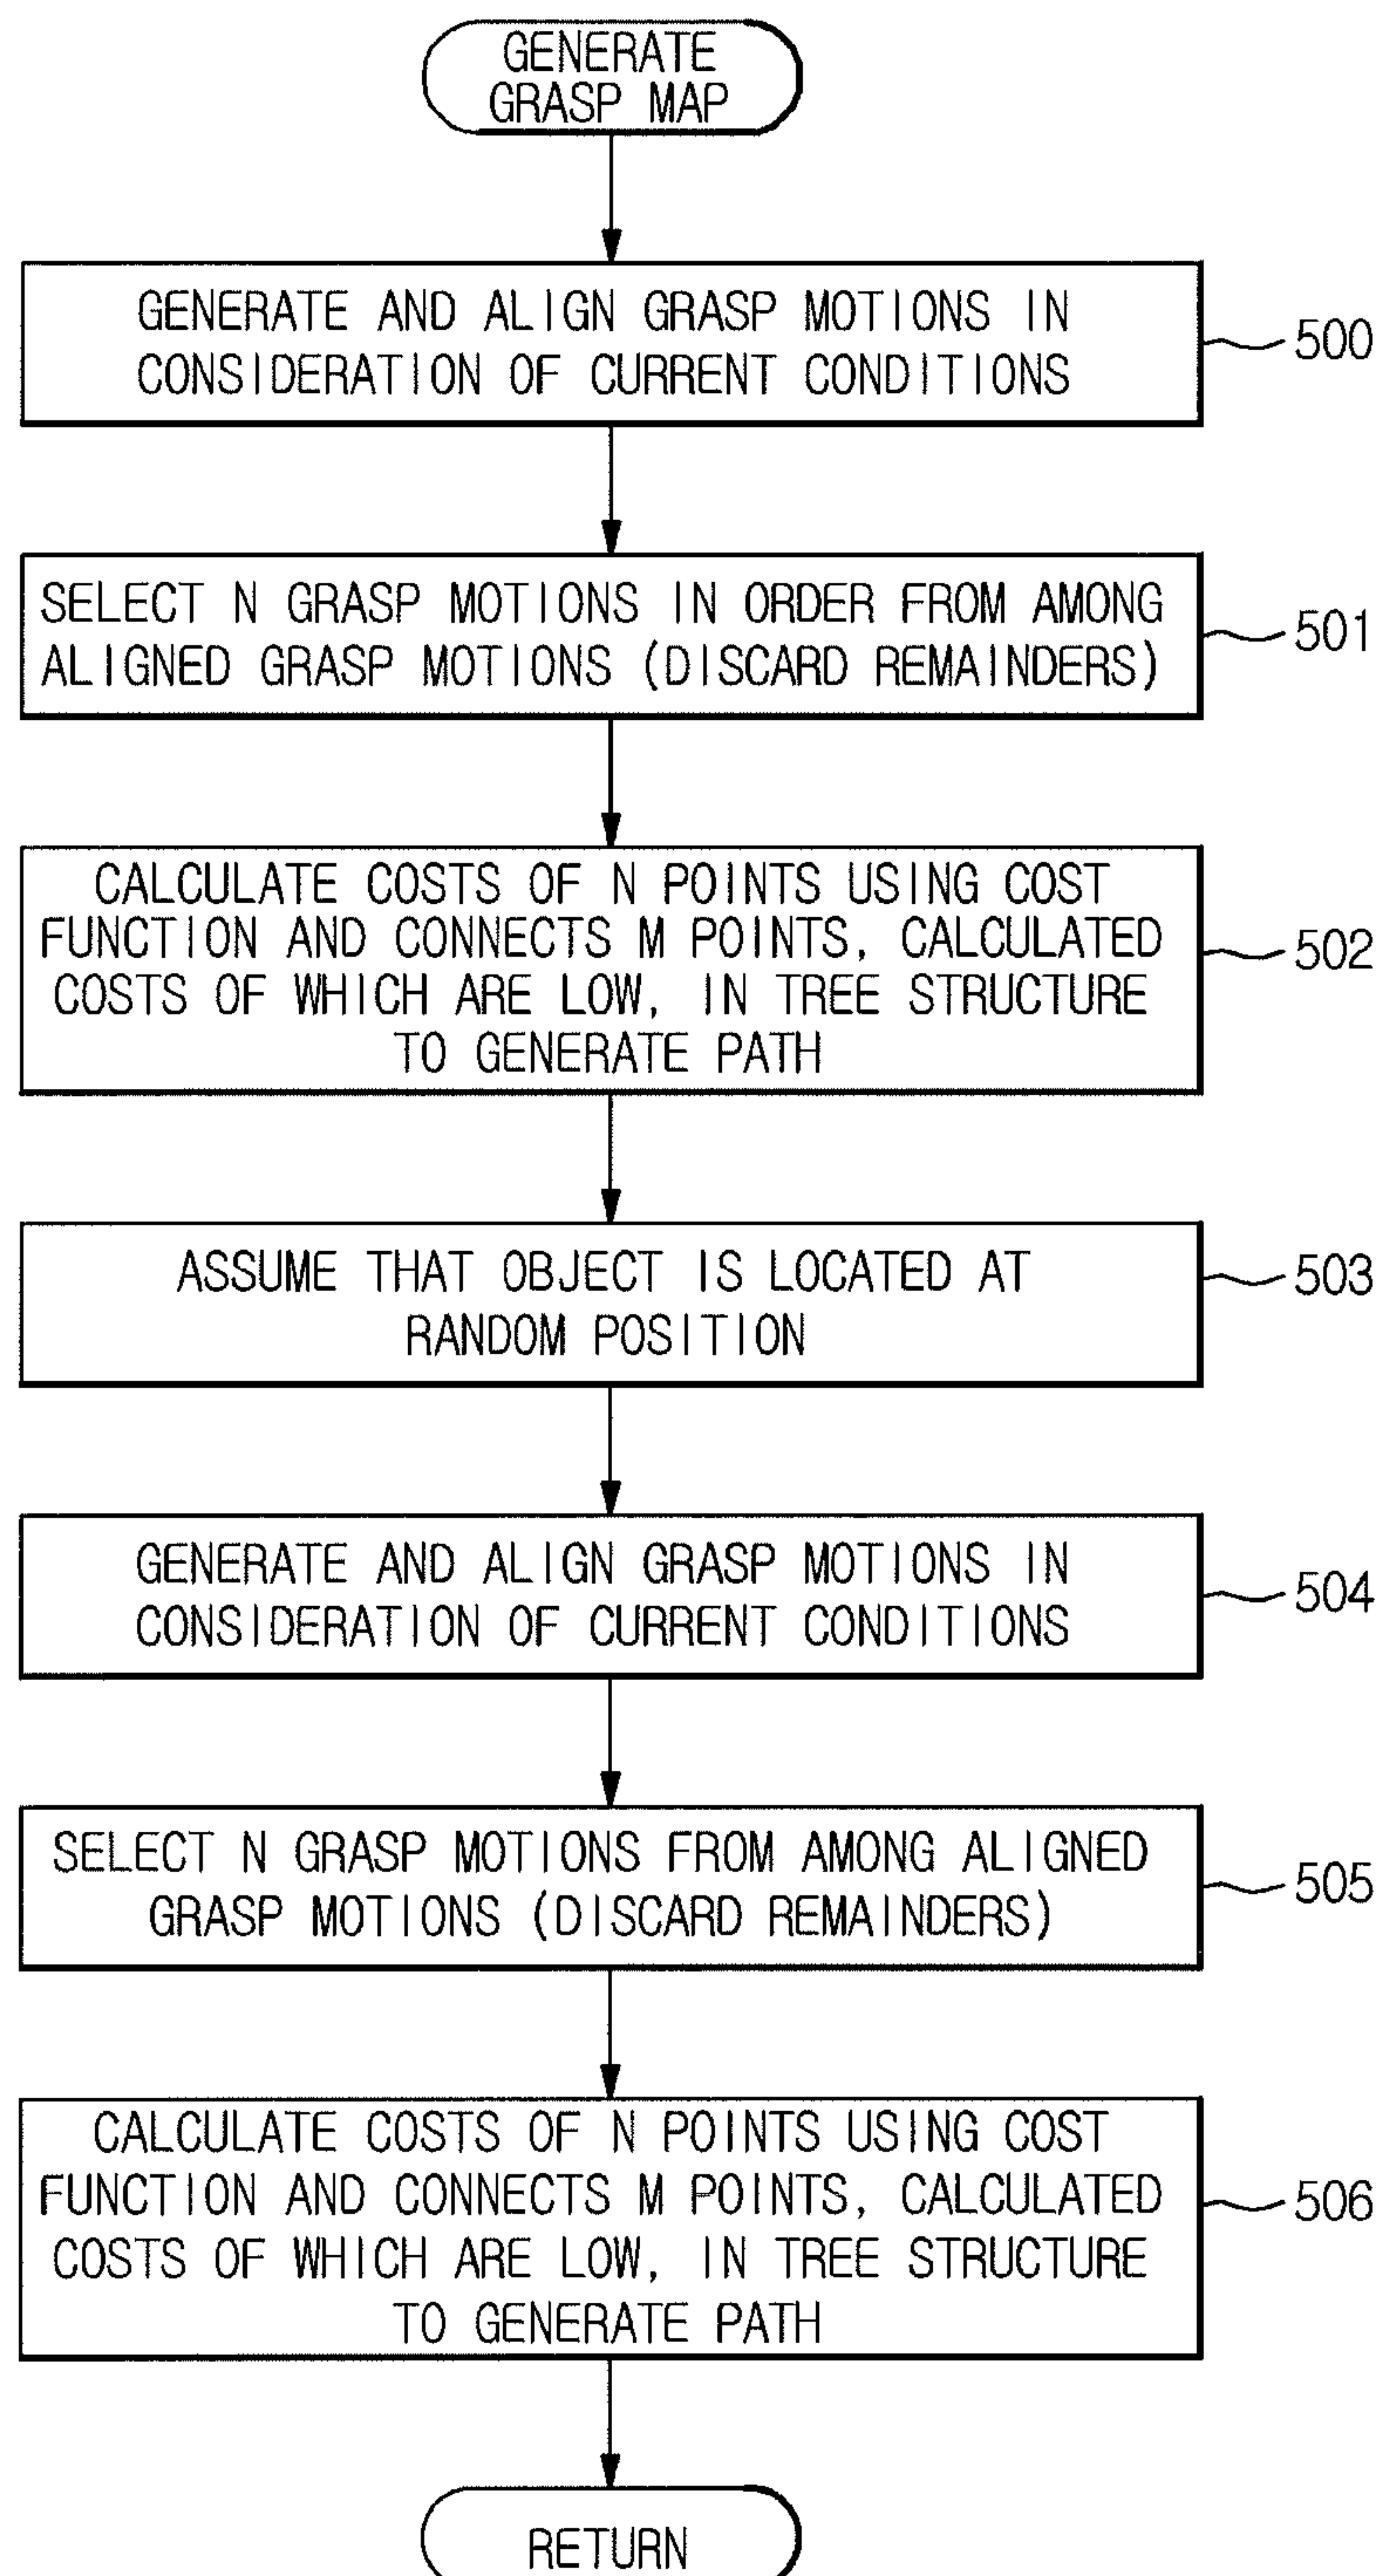 GENERATE
GRASP MAP
GENERATE AND ALIGN GRASP MOTIONS IN
CONSIDERATION OF CURRENT CONDITIONS
500
SELECT N GRASP MOTIONS IN ORDER FROM AMONG
ALIGNED GRASP MOTIONS (DISCARD REMAINDERS)
501
CALCULATE COSTS OF N POINTS USING COST
FUNCTION AND CONNECTS M POINTS, CALCULATED
COSTS OF WHICH ARE LOW, IN TREE STRUCTURE
TO GENERATE PATH
502
ASSUME THAT OBJECT IS LOCATED AT
RANDOM POSITION
503
GENERATE AND ALIGN GRASP MOTIONS IN
CONSIDERATION OF CURRENT CONDITIONS
504
SELECT N GRASP MOTIONS FROM AMONG ALIGNED
GRASP MOTIONS (DISCARD REMAINDERS)
505
CALCULATE COSTS OF N POINTS USING COST
FUNCTION AND CONNECTS M POINTS, CALCULATED
COSTS OF WHICH ARE LOW, IN TREE STRUCTURE
TO GENERATE PATH
506
RETURN